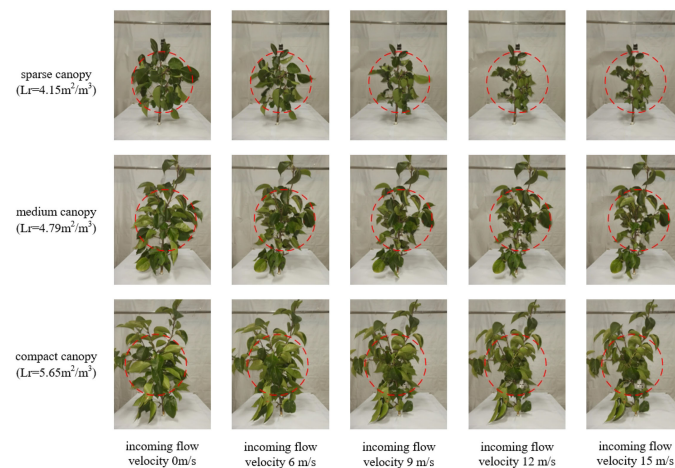 sparse canopy
(Lr=4.15m²/m³)
medium canopy
(Lr=4.79m²/m³)
compact canopy
(Lr=5.65m²/m³)
incoming flow
velocity 0m/s
incoming flow
velocity 6 m/s
incoming flow
velocity 9 m/s
incoming flow
velocity 12 m/s
incoming flow
velocity 15 m/s